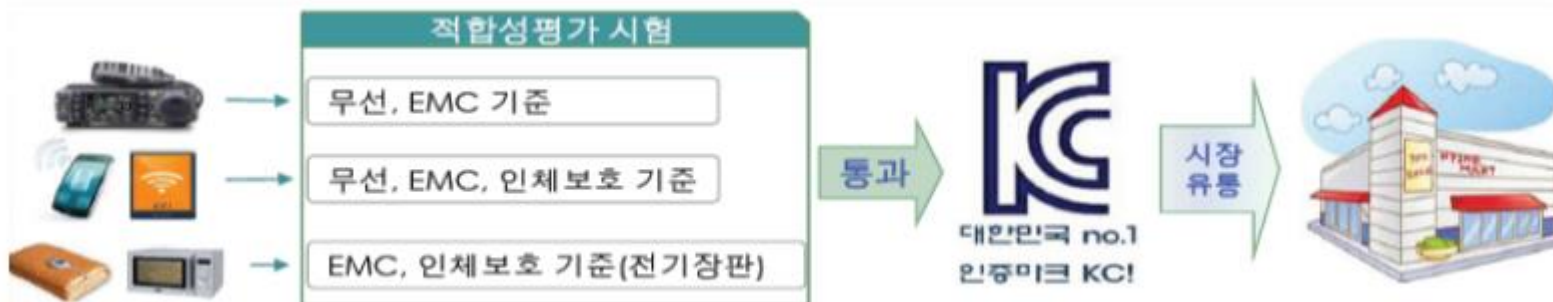 적합성평가 시험
무선, EMC 기준
무선, EMC, 인체보호 기준
EMC, 인체보호 기준(전기장판)
통과
KC
대한민국 no.1
인증마크 KC!
시장
유통
MART